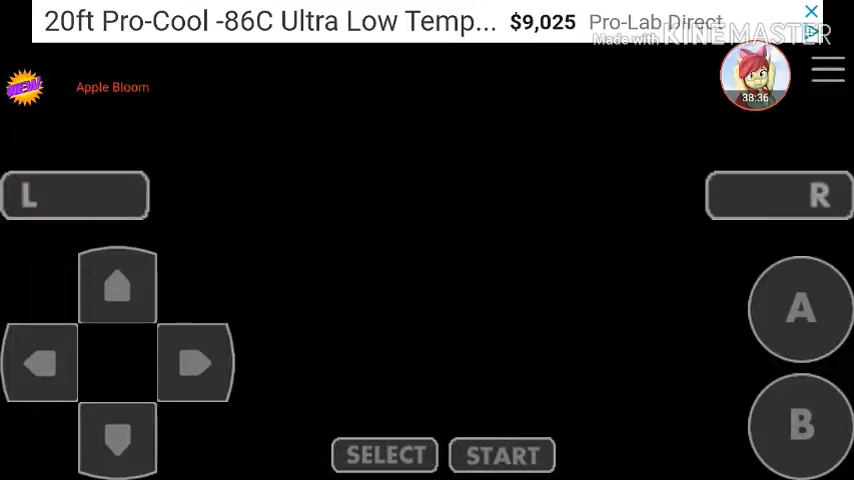 20ft Pro-Cool -86C Ultra Low Temp... $9,025 Pro-Lab Direct
Made with KINEMASTER
NEW Apple Bloom
38:36
L R
A
B
SELECT START